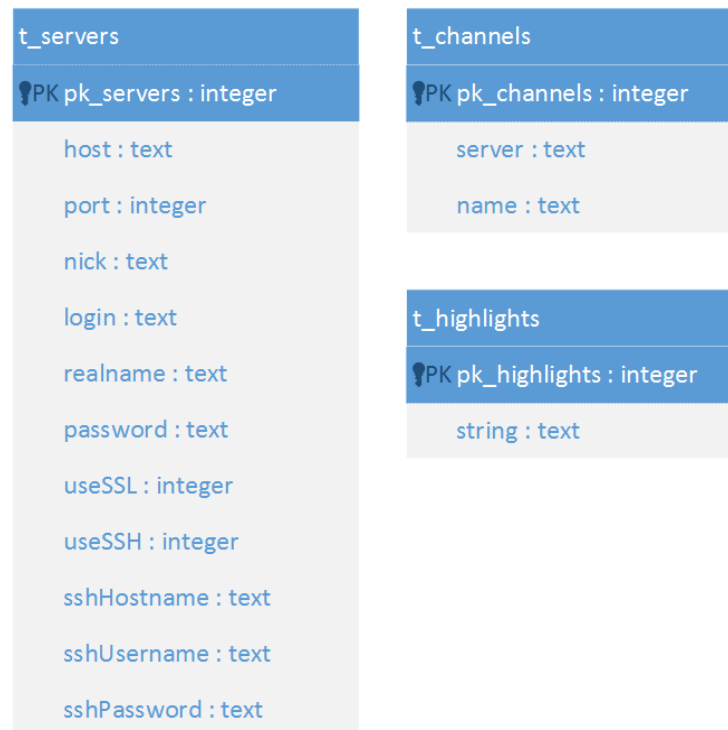 t_servers
PK pk_servers : integer
host : text
port : integer
nick : text
login : text
realname : text
password : text
useSSL : integer
useSSH : integer
sshHostname : text
sshUsername : text
sshPassword : text
t_channels
PK pk_channels : integer
server : text
name : text
t_highlights
PK pk_highlights : integer
string : text